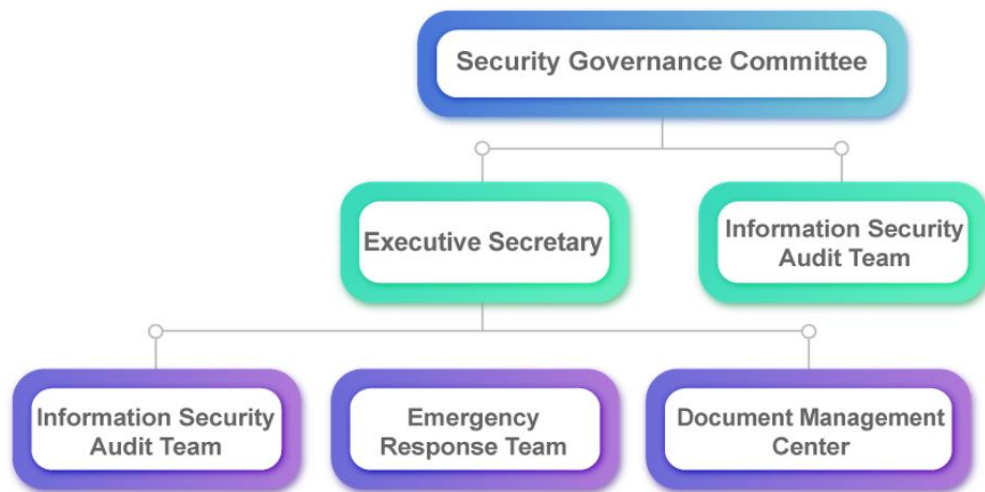 Security Governance Committee
Executive Secretary
Information Security
Audit Team
Information Security
Audit Team
Emergency
Response Team
Document Management
Center